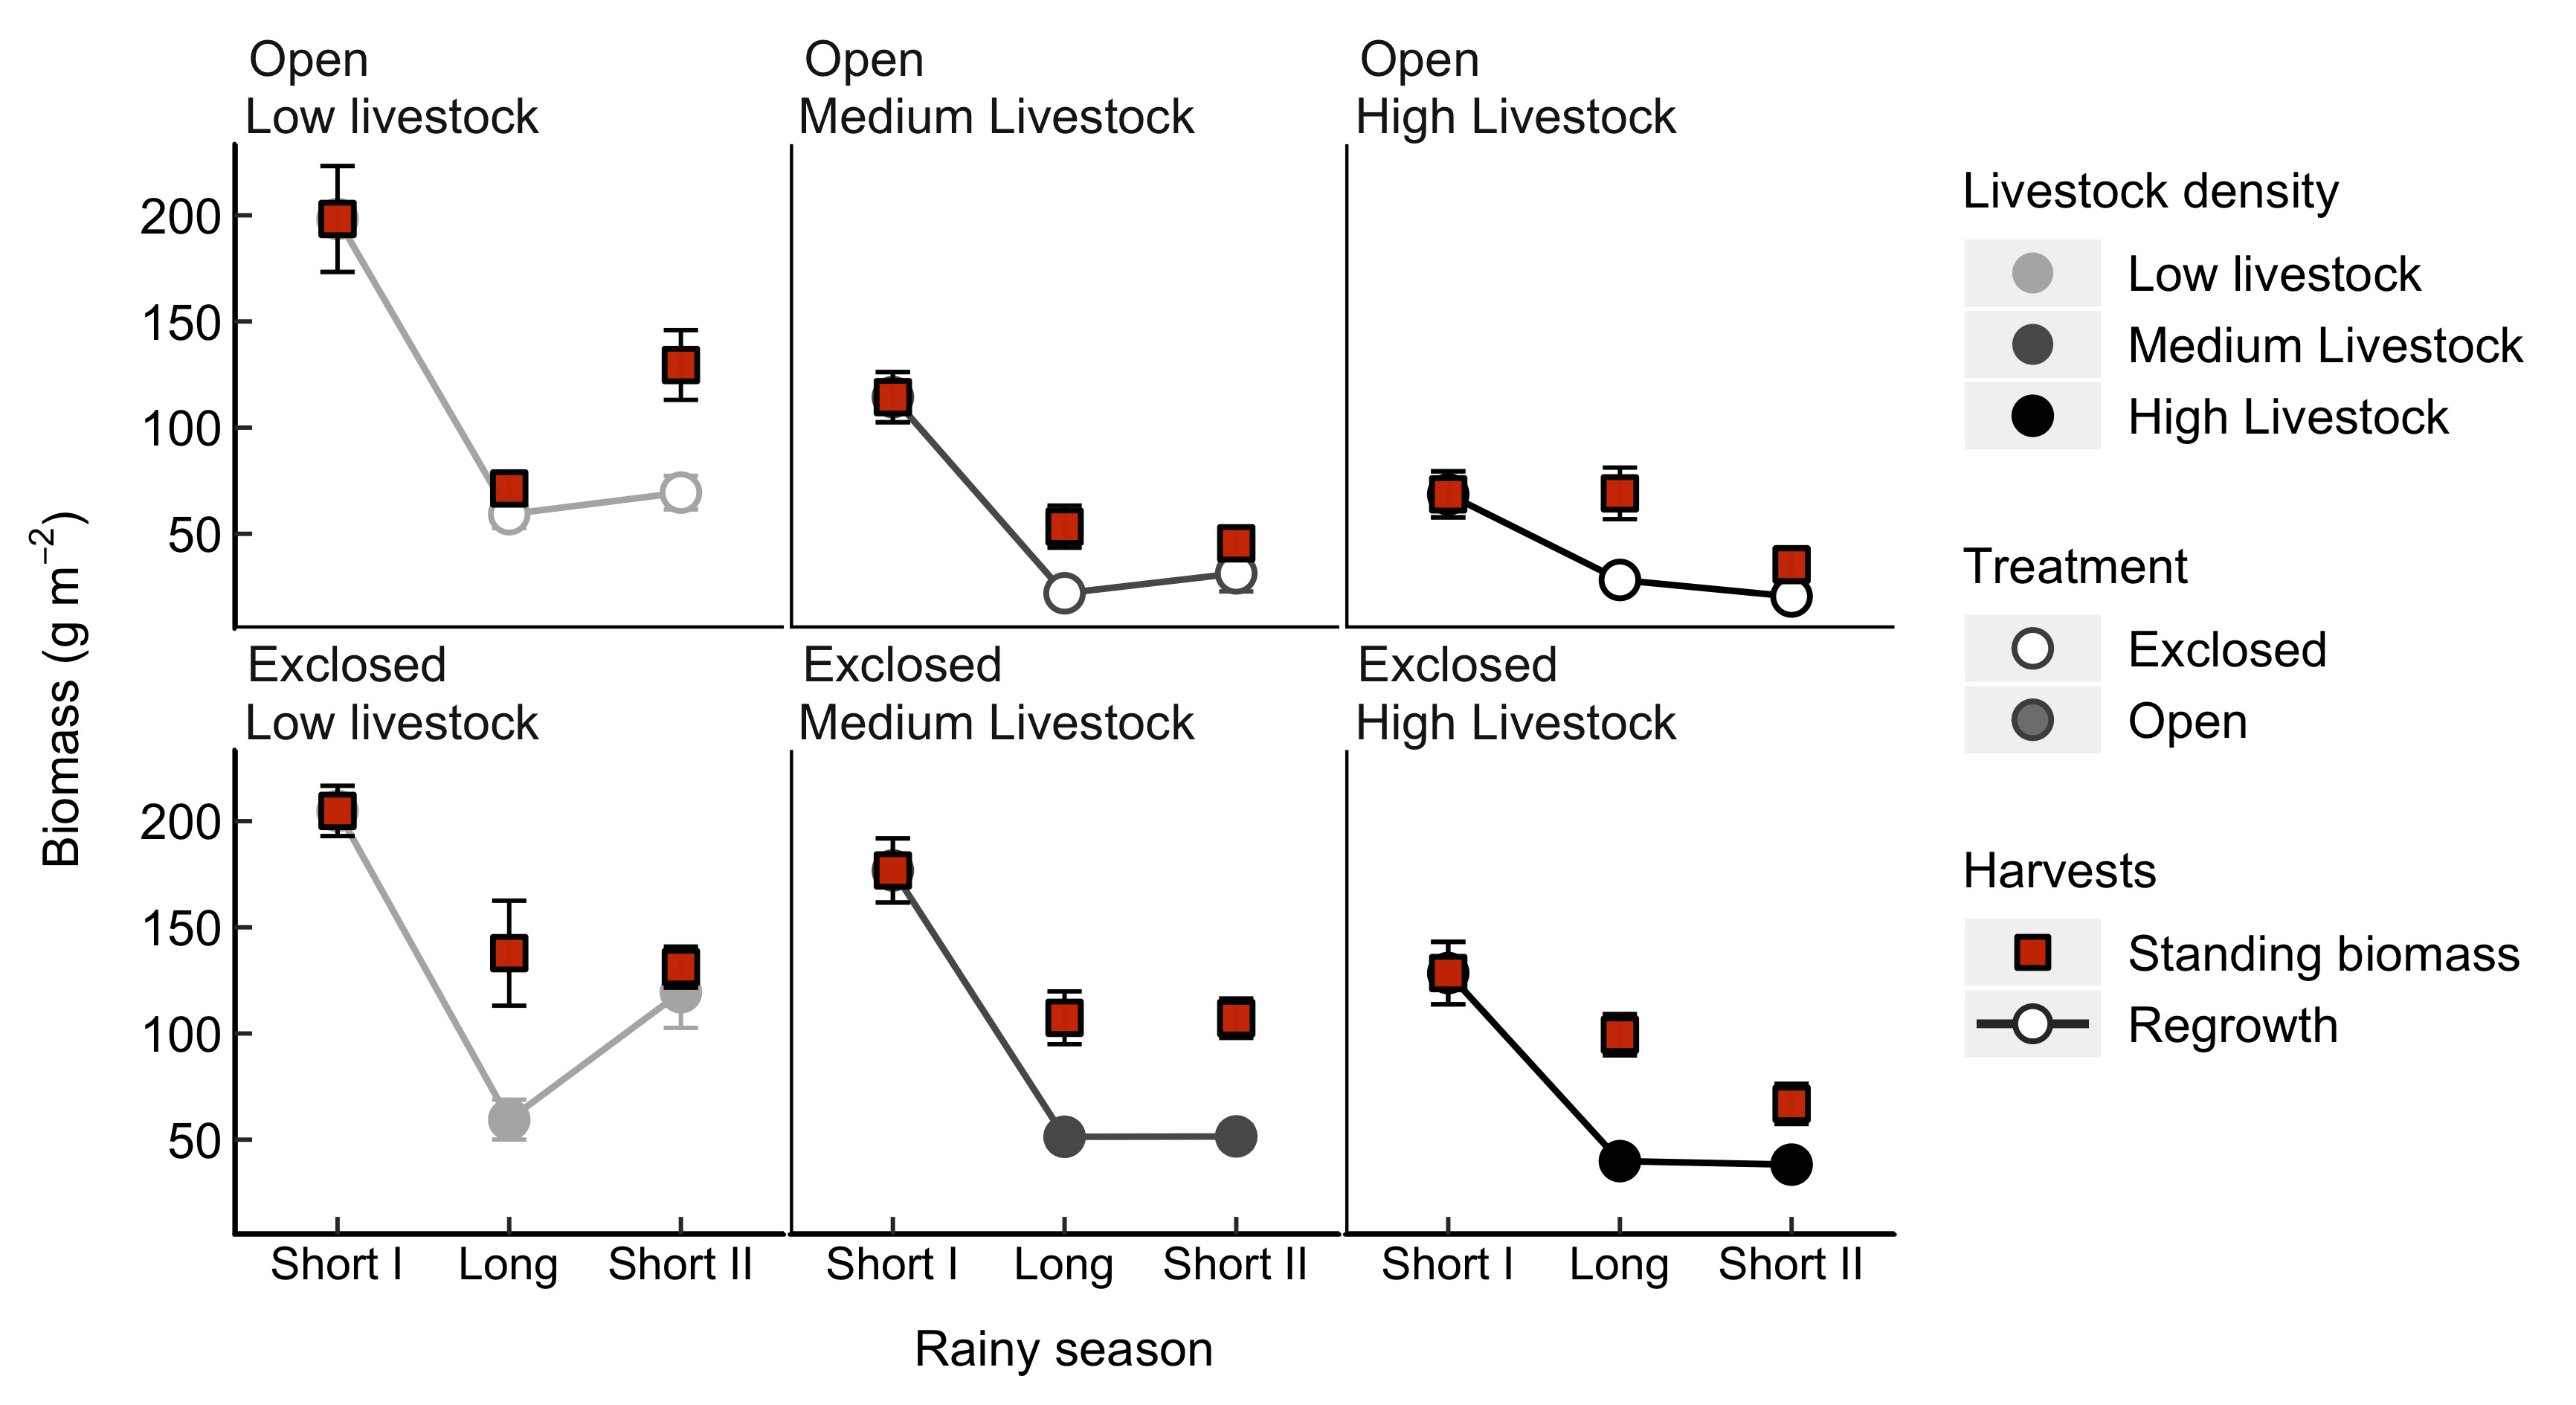 Open
Low livestock
Open
Medium Livestock
Open
High Livestock
200
150
100
50
Exclosed
Low livestock
Exclosed
Medium Livestock
Exclosed
High Livestock
200
150
100
50
Biomass (g m⁻²)
Short I Long Short II
Short I Long Short II
Short I Long Short II
Rainy season
Livestock density
Low livestock
Medium Livestock
High Livestock
Treatment
Exclosed
Open
Harvests
Standing biomass
Regrowth